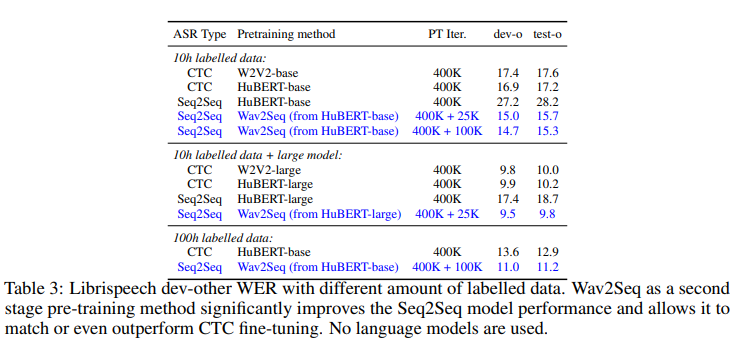 ASR Type Pretraining method PT Iter. dev-o test-o
10h labelled data:
CTC W2V2-base 400K 17.4 17.6
CTC HuBERT-base 400K 16.9 17.2
Seq2Seq HuBERT-base 400K 27.2 28.2
Seq2Seq Wav2Seq (from HuBERT-base) 400K + 25K 15.0 15.7
Seq2Seq Wav2Seq (from HuBERT-base) 400K + 100K 14.7 15.3
10h labelled data + large model:
CTC W2V2-large 400K 9.8 10.0
CTC HuBERT-large 400K 9.9 10.2
Seq2Seq HuBERT-large 400K 17.4 18.7
Seq2Seq Wav2Seq (from HuBERT-large) 400K + 25K 9.5 9.8
100h labelled data:
CTC HuBERT-base 400K 13.6 12.9
Seq2Seq Wav2Seq (from HuBERT-base) 400K + 100K 11.0 11.2
Table 3: Librispeech dev-other WER with different amount of labelled data. Wav2Seq as a second
stage pre-training method significantly improves the Seq2Seq model performance and allows it to
match or even outperform CTC fine-tuning. No language models are used.